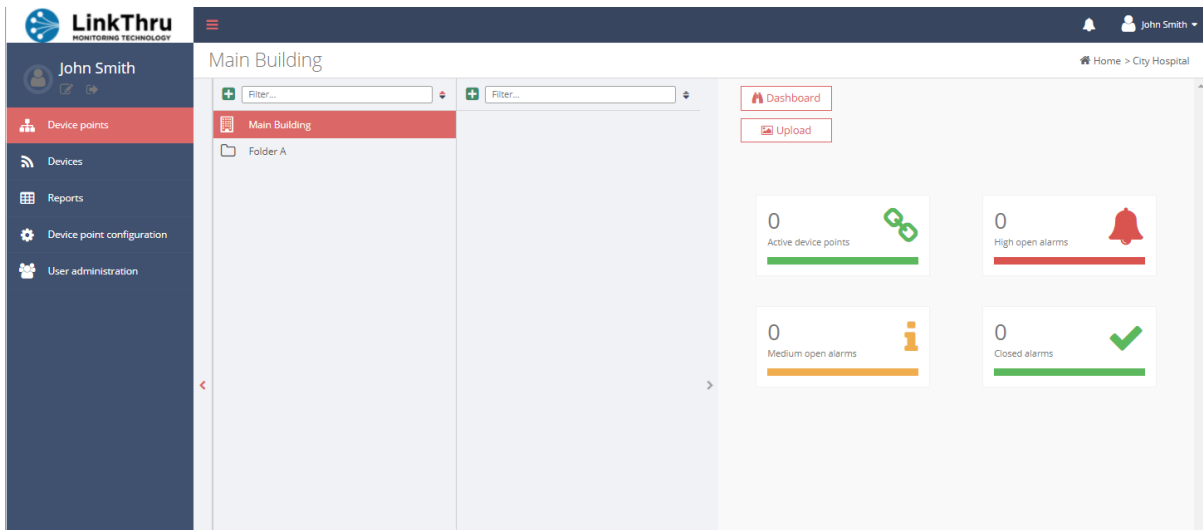 LinkThru
MONITORING TECHNOLOGY
John Smith
John Smith
Main Building
Home > City Hospital
Device points
Devices
Reports
Device point configuration
User administration
Filter...
Filter...
Main Building
Folder A
Dashboard
Upload
0
Active device points
0
High open alarms
0
Medium open alarms
0
Closed alarms